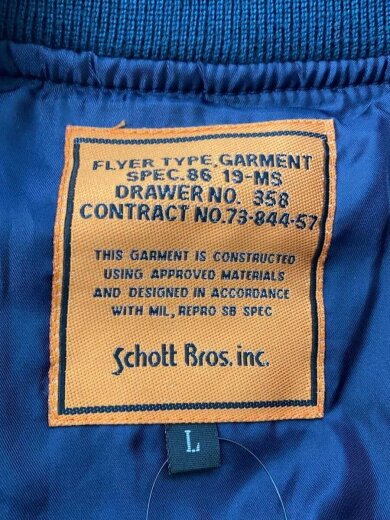 FLYER TYPE, GARMENT
SPEC. 86 19-MS
DRAWER NO. 358
CONTRACT NO. 73-844-57
THIS GARMENT IS CONSTRUCTED
USING APPROVED MATERIALS
AND DESIGNED IN ACCORDANCE
WITH MIL, REPRO SB SPEC
Schott Bros. inc.
L